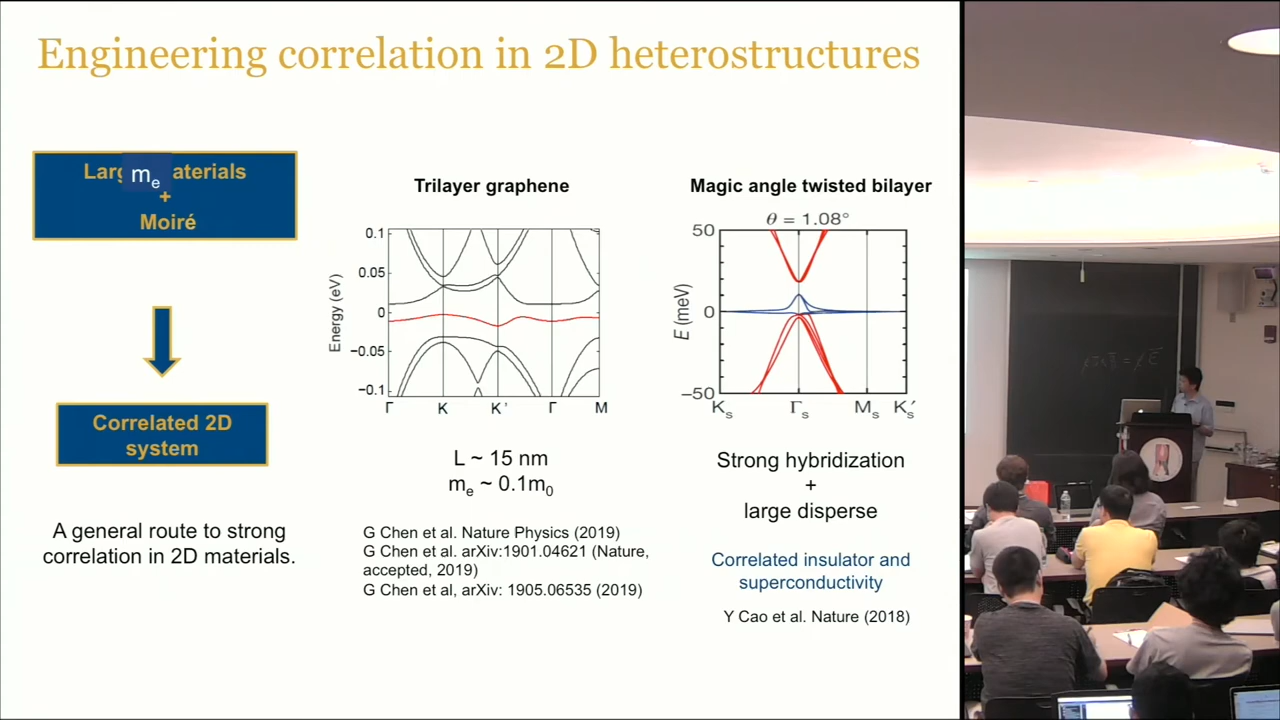 Engineering correlation in 2D heterostructures
Larg mₑ aterials
+
Moiré
Correlated 2D
system
A general route to strong
correlation in 2D materials.
Trilayer graphene
0.1
0.05
0
−0.05
−0.1
Energy (eV)
Γ K K' Γ M
L ~ 15 nm
mₑ ~ 0.1m₀
G Chen et al. Nature Physics (2019)
G Chen et al. arXiv:1901.04621 (Nature,
accepted, 2019)
G Chen et al, arXiv: 1905.06535 (2019)
Magic angle twisted bilayer
θ = 1.08°
50
0
−50
E (meV)
Kₛ Γₛ Mₛ K′ₛ
Strong hybridization
+
large disperse
Correlated insulator and
superconductivity
Y Cao et al. Nature (2018)